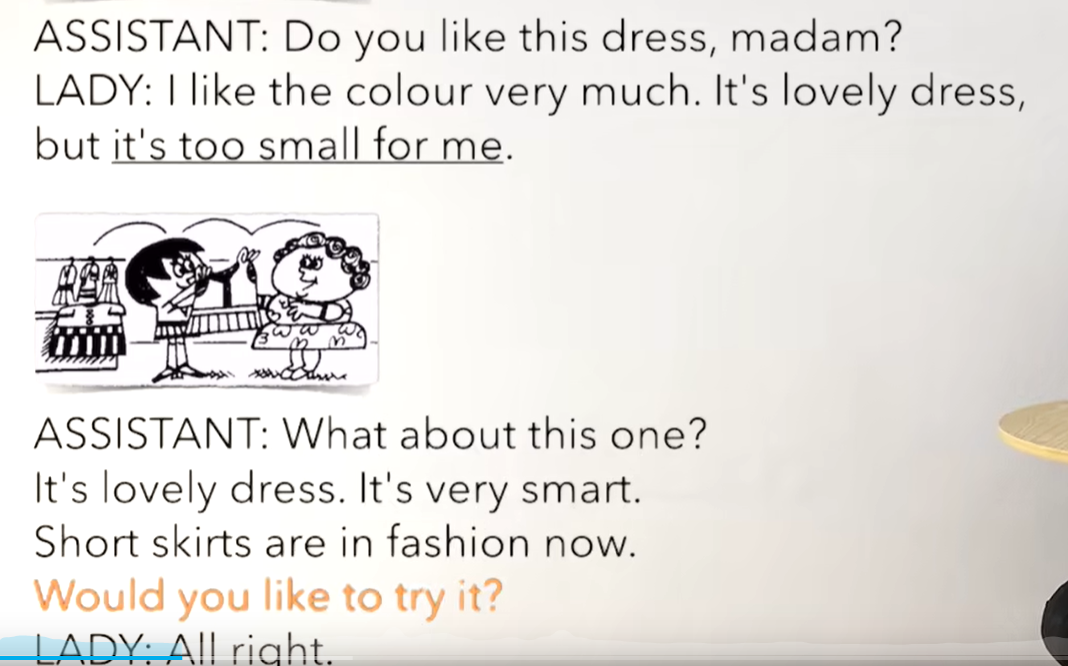 ASSISTANT: Do you like this dress, madam?
LADY: I like the colour very much. It's lovely dress,
but it's too small for me.
ASSISTANT: What about this one?
It's lovely dress. It's very smart.
Short skirts are in fashion now.
Would you like to try it?
LADY: All right.